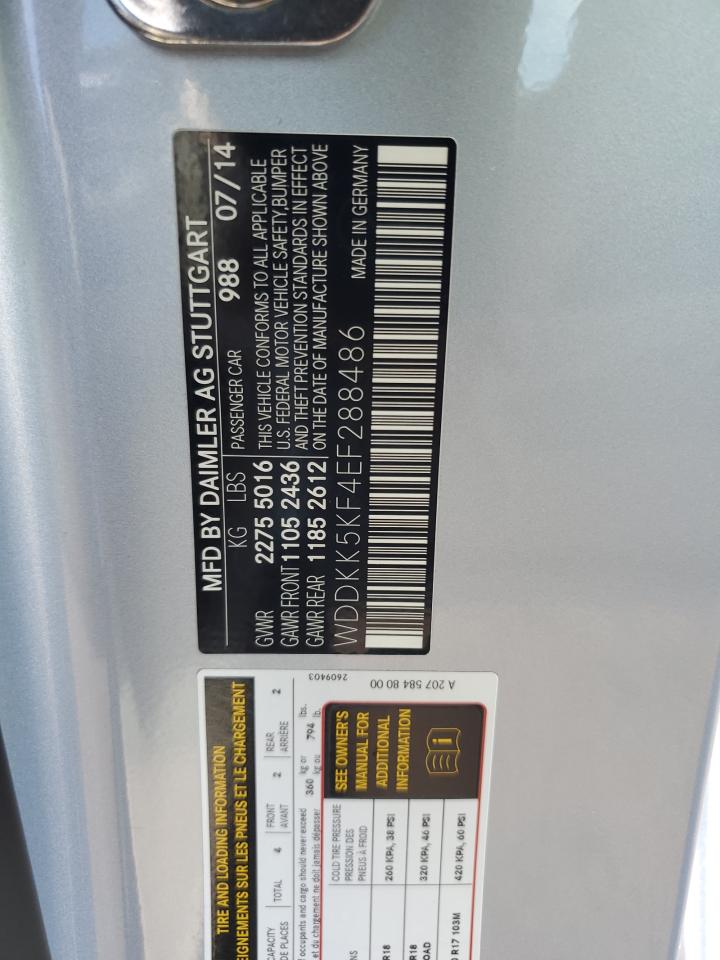 MFD BY DAIMLER AG STUTTGART
KG LBS PASSENGER CAR 988 07/14
GVWR 2275 5016 THIS VEHICLE CONFORMS TO ALL APPLICABLE
U.S. FEDERAL MOTOR VEHICLE SAFETY,BUMPER
GAWR FRONT 1105 2436 AND THEFT PREVENTION STANDARDS IN EFFECT
GAWR REAR 1185 2612 ON THE DATE OF MANUFACTURE SHOWN ABOVE
WDDKK5KF4EF288486 MADE IN GERMANY
TIRE AND LOADING INFORMATION
EIGNEMENTS SUR LES PNEUS ET LE CHARGEMENT
CAPACITY TOTAL 4 FRONT 2 REAR 2
DE PLACES AVANT ARRIÈRE
f occupants and cargo should never exceed 360 kg or 794 lbs.
et du chargement ne doit jamais dépasser kg ou lb.
COLD TIRE PRESSURE
PRESSION DES
PNEUS À FROID
R18 260 KPA, 38 PSI
R18 320 KPA, 46 PSI
OAD
R17 103M 420 KPA, 60 PSI
SEE OWNER'S
MANUAL FOR
ADDITIONAL
INFORMATION
2609403
A 207 584 80 00